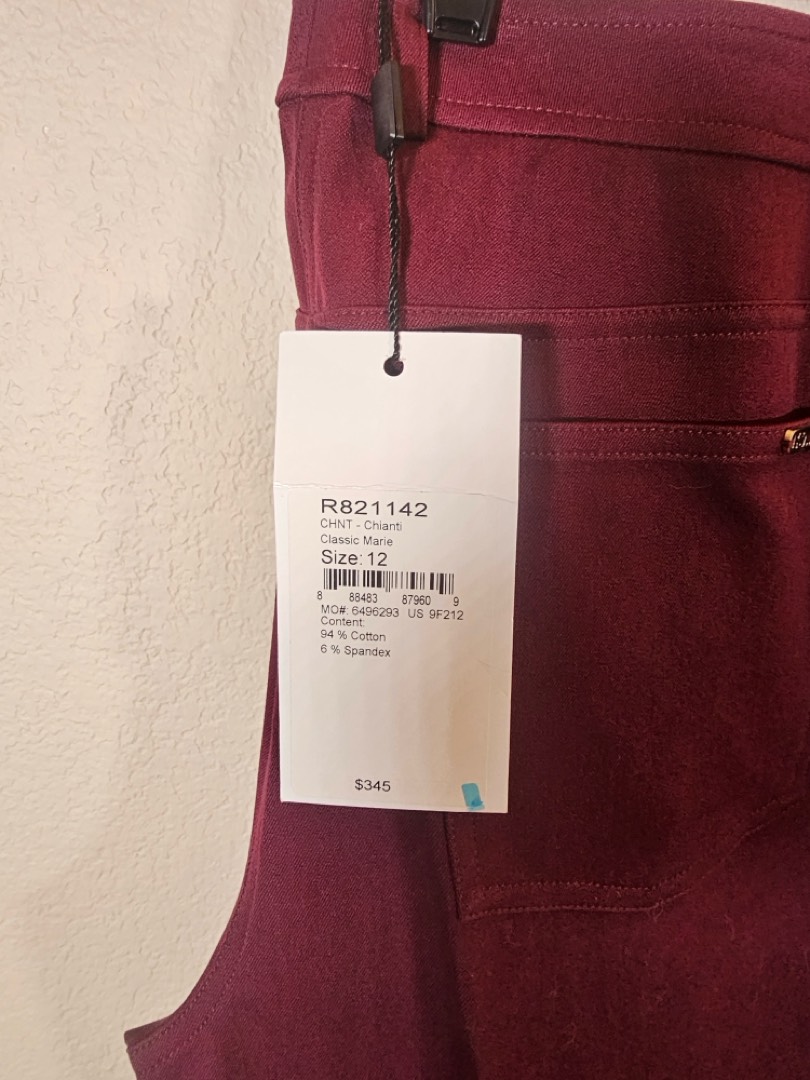 R821142
CHNT - Chianti
Classic Marie
Size: 12
8 88483 87960 9
MO#: 6496293 US 9F212
Content:
94 % Cotton
6 % Spandex
$345